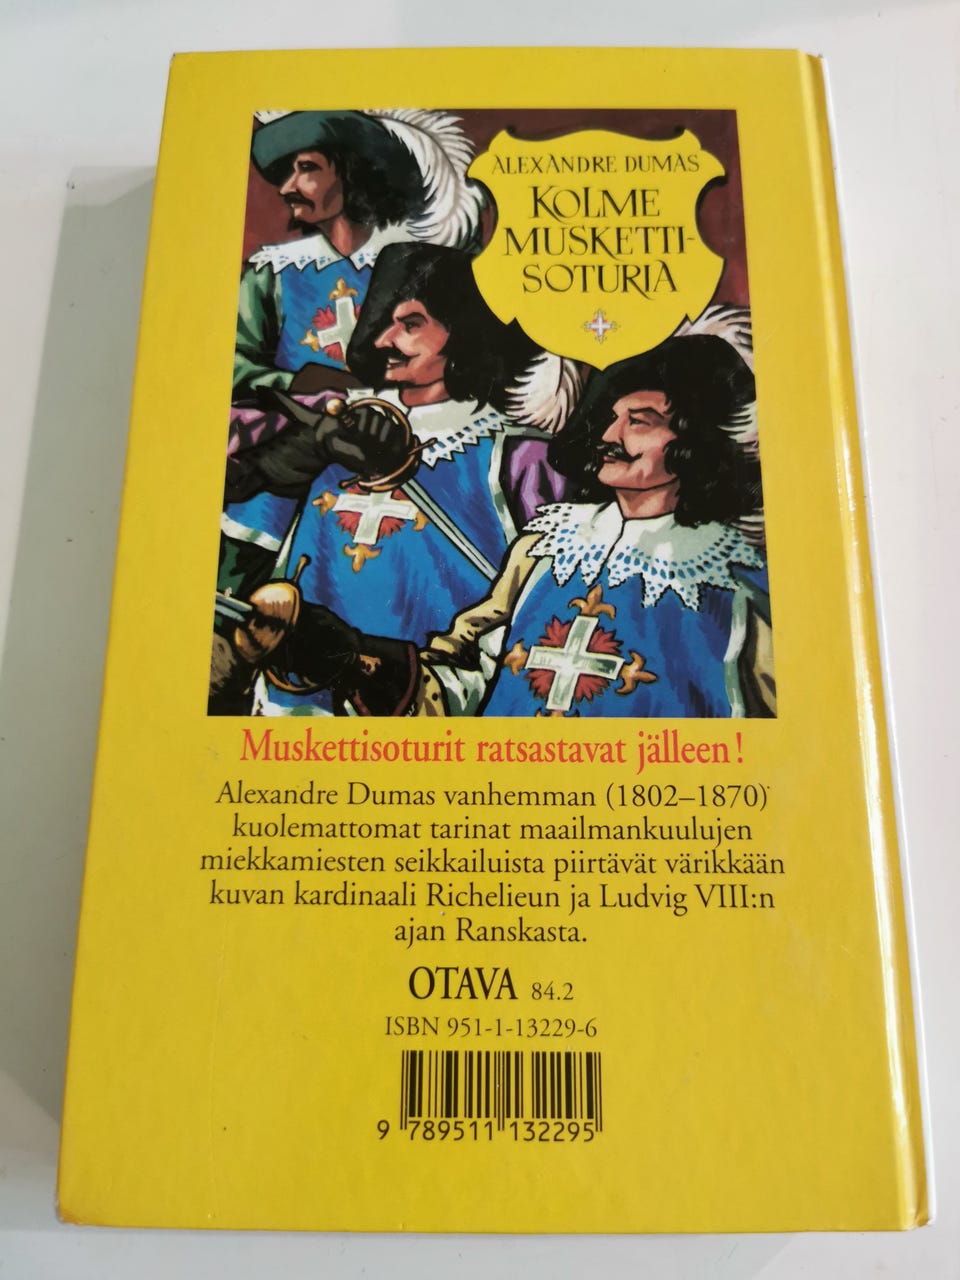 ALEXANDRE DUMAS
KOLME
MUSKETTI-
SOTURIA
Muskettisoturit ratsastavat jälleen!
Alexandre Dumas vanhemman (1802–1870)
kuolemattomat tarinat maailmankuulujen
miekkamiesten seikkailuista piirtävät värikkään
kuvan kardinaali Richelieun ja Ludvig VIII:n
ajan Ranskasta.
OTAVA 84.2
ISBN 951-1-13229-6
9 789511 132295